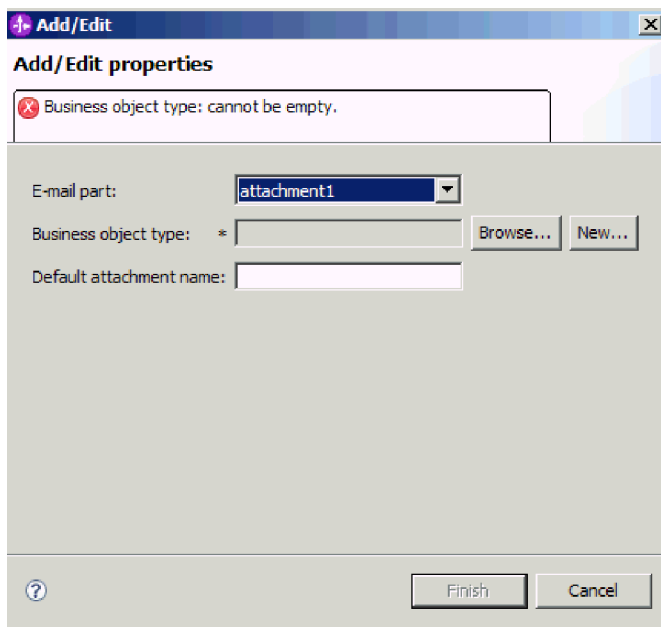 Add/Edit
Add/Edit properties
Business object type: cannot be empty.
E-mail part: attachment1
Business object type: * Browse... New...
Default attachment name:
Finish Cancel